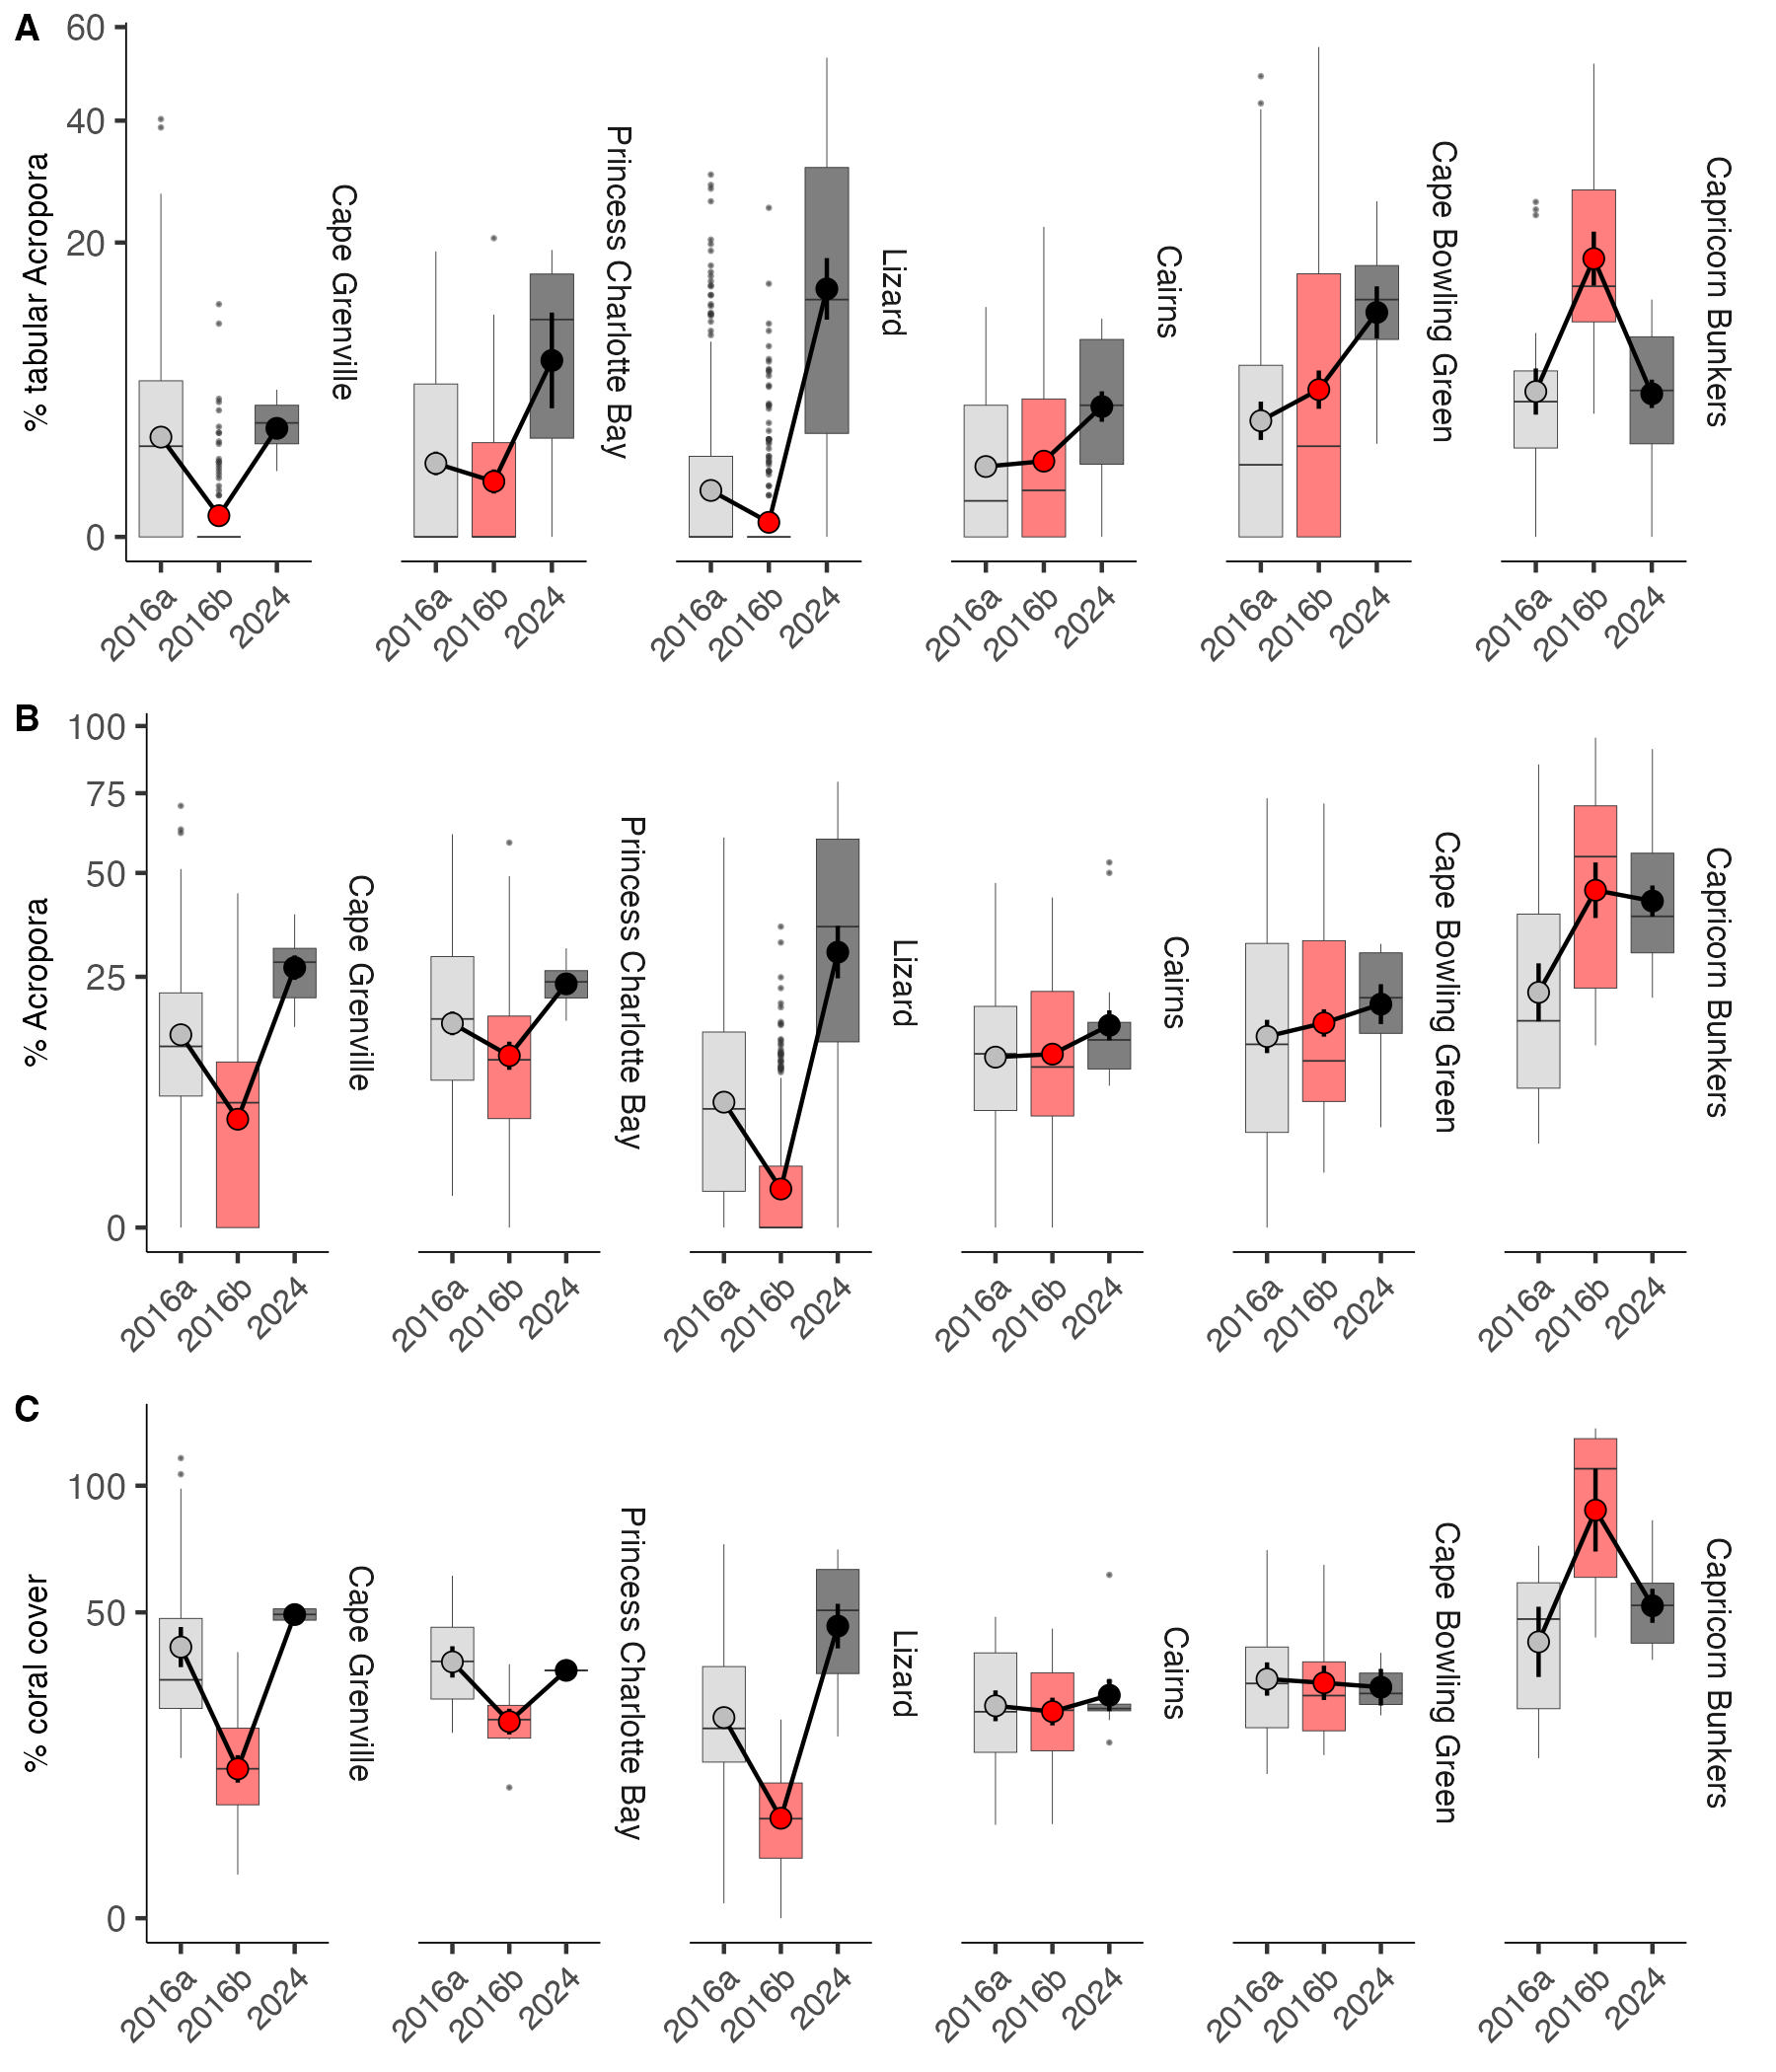 A
% tabular Acropora
60
40
20
0
Cape Grenville
Princess Charlotte Bay
Lizard
Cairns
Cape Bowling Green
Capricorn Bunkers
2016a 2016b 2024 2016a 2016b 2024 2016a 2016b 2024 2016a 2016b 2024 2016a 2016b 2024 2016a 2016b 2024
B
% Acropora
100
75
50
25
0
Cape Grenville
Princess Charlotte Bay
Lizard
Cairns
Cape Bowling Green
Capricorn Bunkers
2016a 2016b 2024 2016a 2016b 2024 2016a 2016b 2024 2016a 2016b 2024 2016a 2016b 2024 2016a 2016b 2024
C
% coral cover
100
50
0
Cape Grenville
Princess Charlotte Bay
Lizard
Cairns
Cape Bowling Green
Capricorn Bunkers
2016a 2016b 2024 2016a 2016b 2024 2016a 2016b 2024 2016a 2016b 2024 2016a 2016b 2024 2016a 2016b 2024